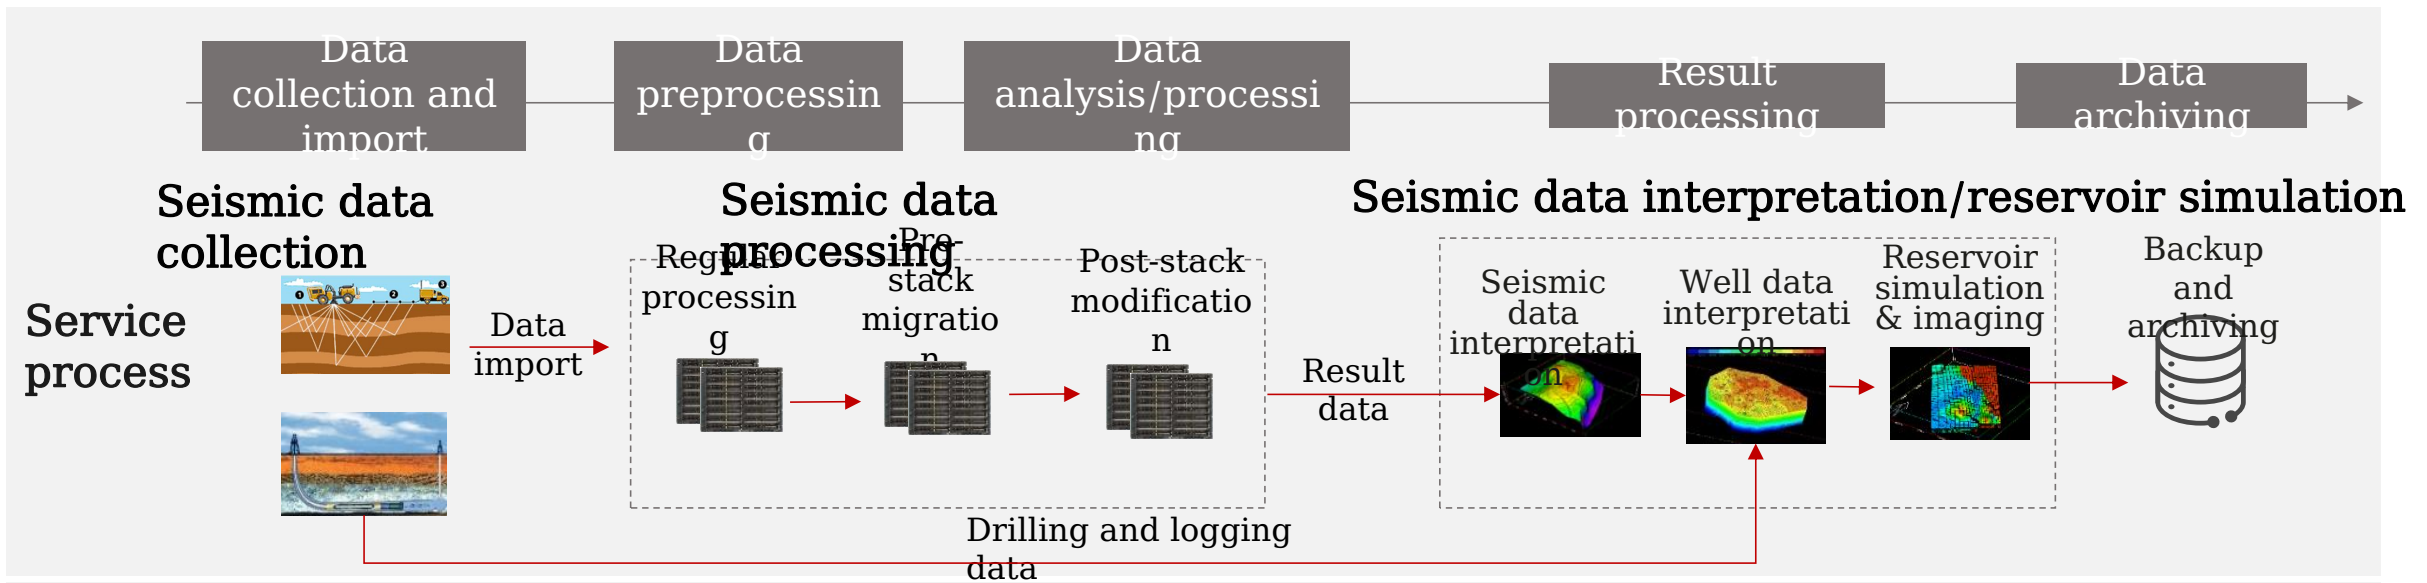 Data
collection and
import
Data
preprocessin
g
Data
analysis/processi
ng
Result
processing
Data
archiving
Seismic data
collection
Seismic data
processing
Seismic data interpretation/reservoir simulation
Service
process
1
2
3
Data
import
Regular
processin
g
Pre-
stack
migratio
n
Post-stack
modificatio
n
Result
data
Seismic
data
interpretati
on
Well data
interpretati
on
Reservoir
simulation
& imaging
Backup
and
archiving
Drilling and logging
data